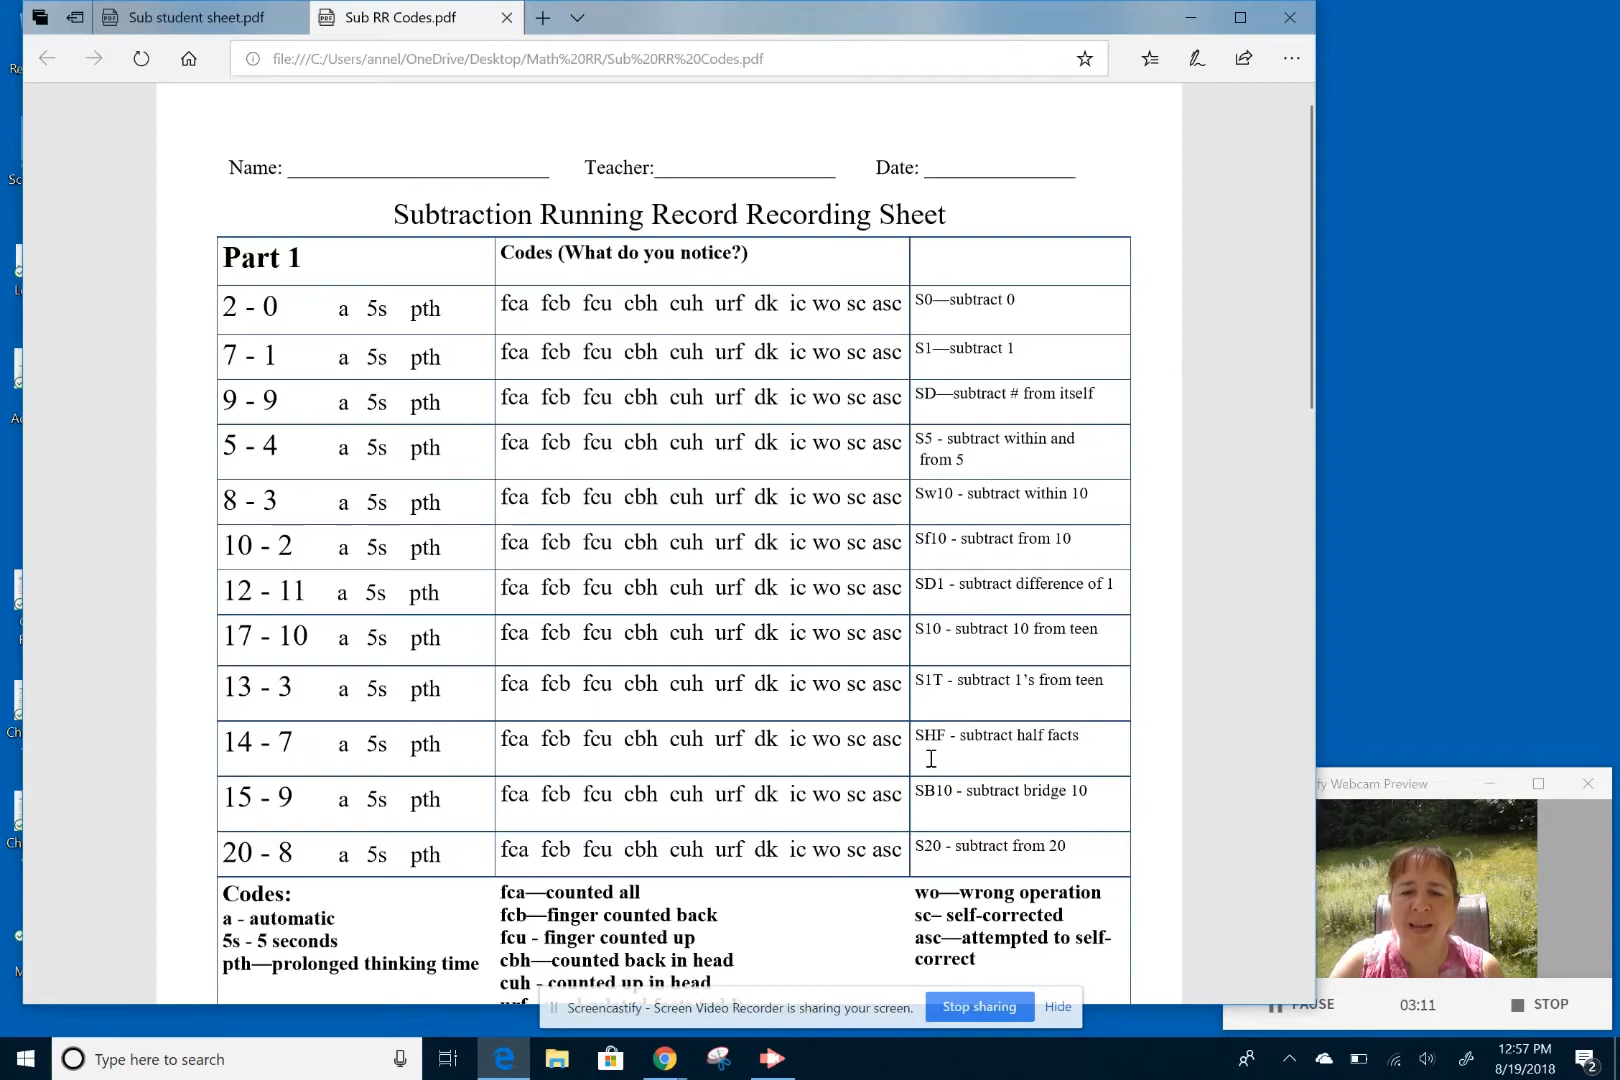 Sub student sheet.pdf
Sub RR Codes.pdf
file:///C:/Users/annel/OneDrive/Desktop/Math%20RR/Sub%20RR%20Codes.pdf
Name: Teacher: Date:
Subtraction Running Record Recording Sheet
Part 1 Codes (What do you notice?)
2 - 0 a 5s pth fca fcb fcu cbh cuh urf dk ic wo sc asc S0—subtract 0
7 - 1 a 5s pth fca fcb fcu cbh cuh urf dk ic wo sc asc S1—subtract 1
9 - 9 a 5s pth fca fcb fcu cbh cuh urf dk ic wo sc asc SD—subtract # from itself
5 - 4 a 5s pth fca fcb fcu cbh cuh urf dk ic wo sc asc S5 - subtract within and
from 5
8 - 3 a 5s pth fca fcb fcu cbh cuh urf dk ic wo sc asc Sw10 - subtract within 10
10 - 2 a 5s pth fca fcb fcu cbh cuh urf dk ic wo sc asc Sf10 - subtract from 10
12 - 11 a 5s pth fca fcb fcu cbh cuh urf dk ic wo sc asc SD1 - subtract difference of 1
17 - 10 a 5s pth fca fcb fcu cbh cuh urf dk ic wo sc asc S10 - subtract 10 from teen
13 - 3 a 5s pth fca fcb fcu cbh cuh urf dk ic wo sc asc S1T - subtract 1's from teen
14 - 7 a 5s pth fca fcb fcu cbh cuh urf dk ic wo sc asc SHF - subtract half facts
15 - 9 a 5s pth fca fcb fcu cbh cuh urf dk ic wo sc asc SB10 - subtract bridge 10
20 - 8 a 5s pth fca fcb fcu cbh cuh urf dk ic wo sc asc S20 - subtract from 20
Codes:
a - automatic
5s - 5 seconds
pth—prolonged thinking time
fca—counted all
fcb—finger counted back
fcu - finger counted up
cbh—counted back in head
cuh - counted up in head
wo—wrong operation
sc– self-corrected
asc—attempted to self-
correct
Screencastify - Screen Video Recorder is sharing your screen. Stop sharing Hide
fy Webcam Preview
PAUSE 03:11 STOP
Type here to search
12:57 PM
8/19/2018
2